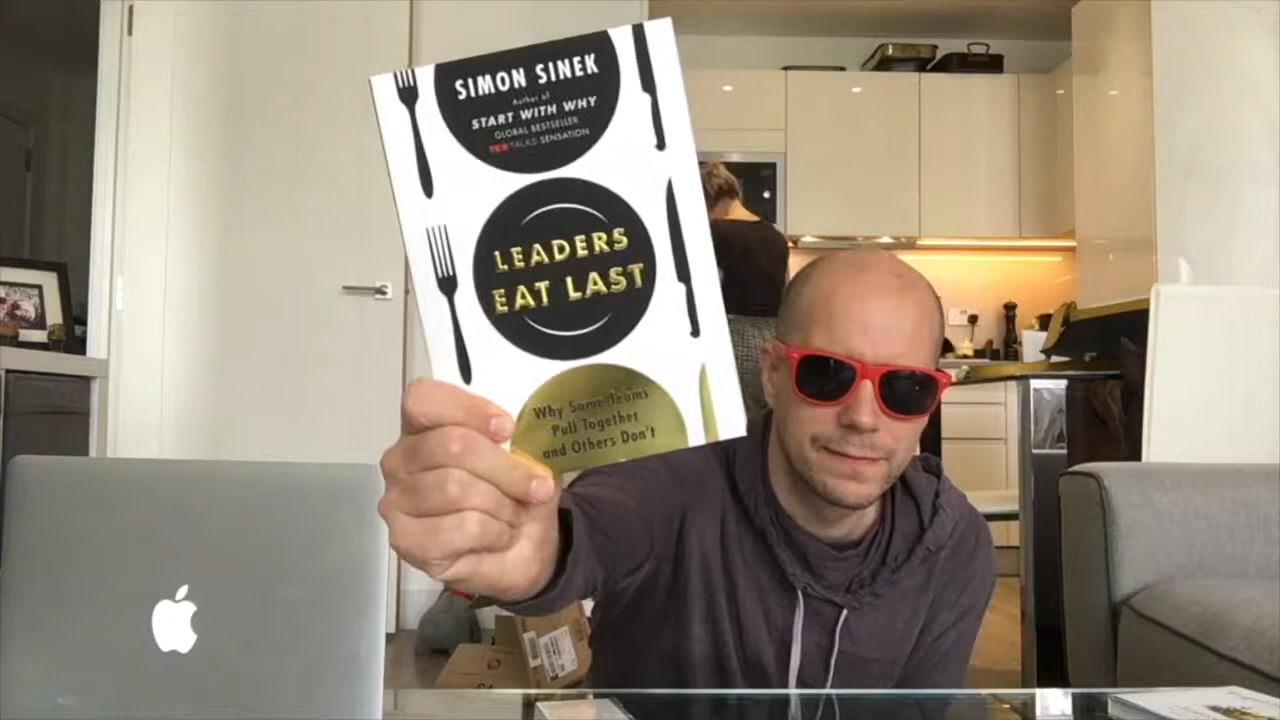 SIMON SINEK
Author of
START WITH WHY
GLOBAL BESTSELLER
TED TALKS SENSATION
LEADERS
EAT LAST
Why Some Teams
Pull Together
and Others Don't